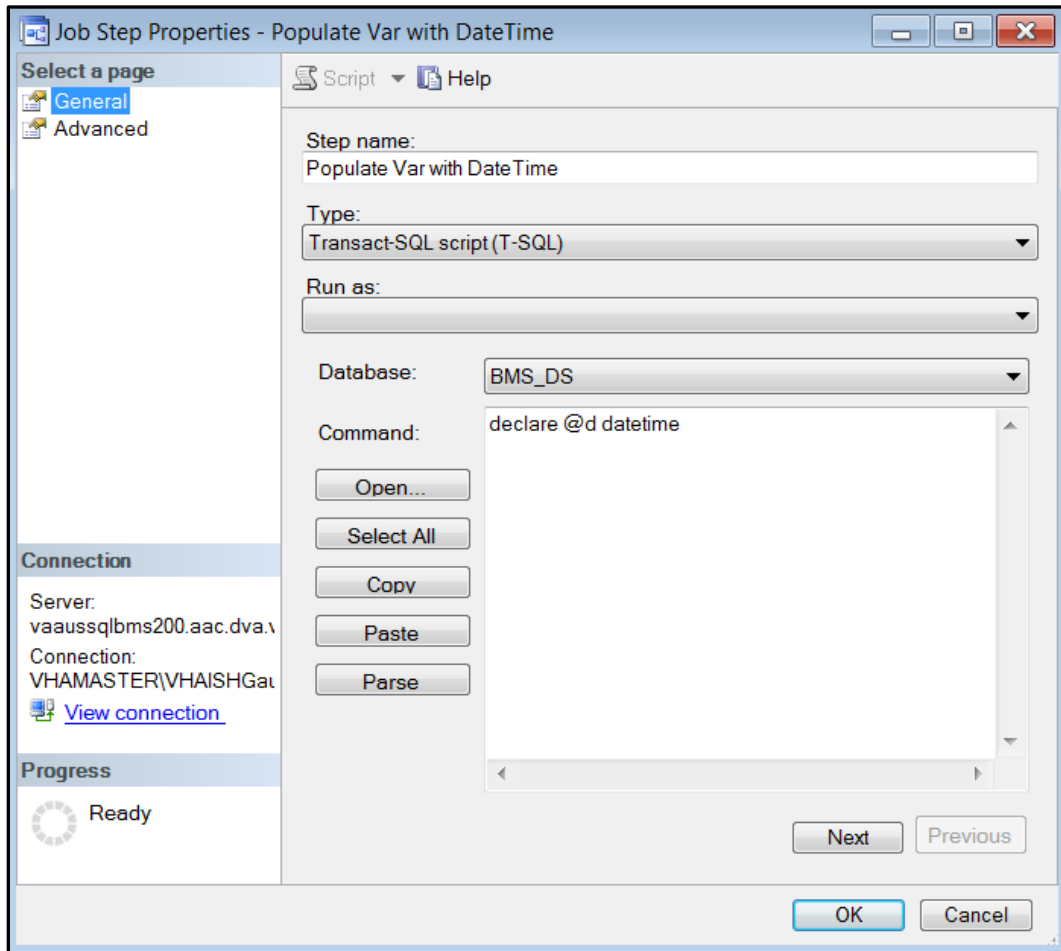 Job Step Properties - Populate Var with DateTime
Select a page
General
Advanced
Script
Help
Step name:
Populate Var with DateTime
Type:
Transact-SQL script (T-SQL)
Run as:
Database:
BMS_DS
Command:
declare @d datetime
Open...
Select All
Copy
Paste
Parse
Connection
Server:
vaaussqlbms200.aac.dva.v
Connection:
VHAMASTER\VHAISHGau
View connection
Progress
Ready
Next
Previous
OK
Cancel